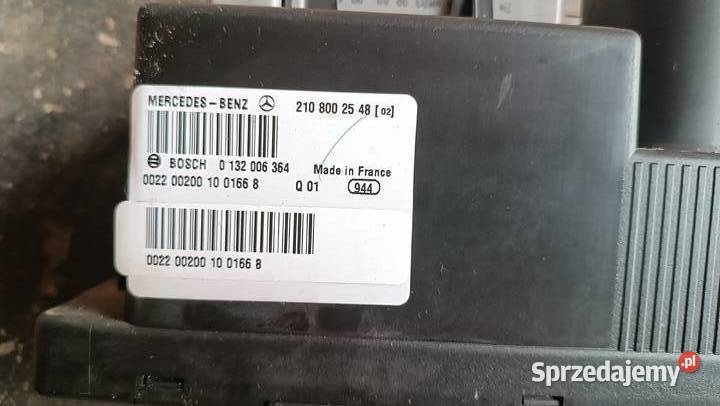 MERCEDES-BENZ 210 800 25 48 [02]
BOSCH 0 132 006 364 Made in France
0022 00200 10 0166 8 Q 01 944
0022 00200 10 0166 8
Sprzedajemy.pl